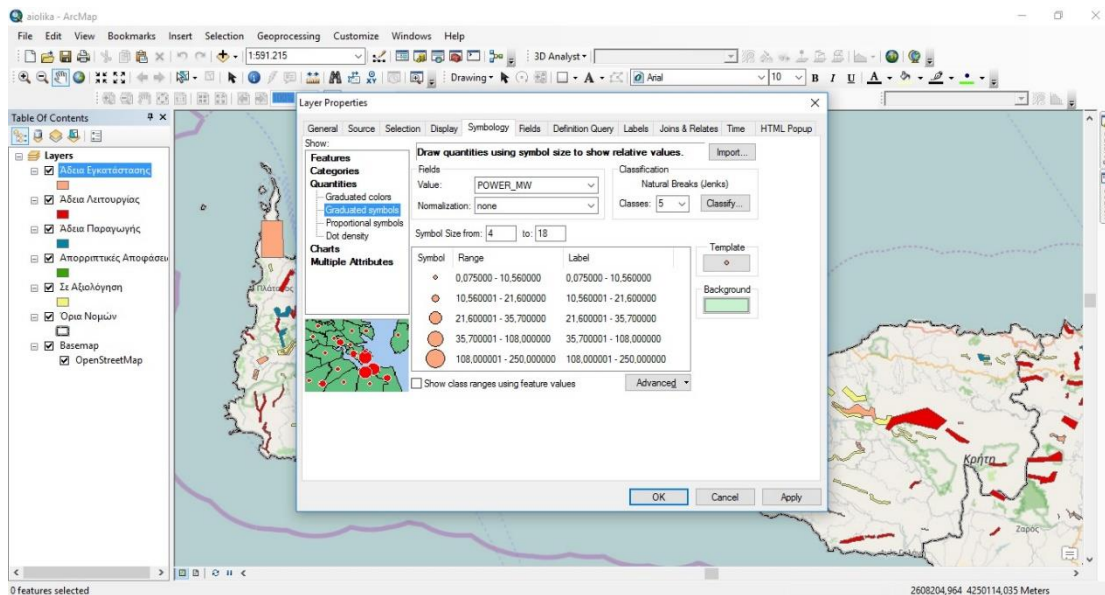 aiolika - ArcMap
File Edit View Bookmarks Insert Selection Geoprocessing Customize Windows Help
1:591.215 3D Analyst
Drawing Arial 10 B I U A
Table Of Contents
Layers
Άδεια Εγκατάστασης
Άδεια Λειτουργίας
Άδεια Παραγωγής
Απορριπτικές Αποφάσει
Σε Αξιολόγηση
Όρια Νομών
Basemap
OpenStreetMap
Layer Properties
General Source Selection Display Symbology Fields Definition Query Labels Joins & Relates Time HTML Popup
Show:
Features
Categories
Quantities
Graduated colors
Graduated symbols
Proportional symbols
Dot density
Charts
Multiple Attributes
Draw quantities using symbol size to show relative values. Import...
Fields
Value: POWER_MW
Normalization: none
Classification
Natural Breaks (Jenks)
Classes: 5 Classify...
Symbol Size from: 4 to: 18
Symbol Range Label
0,075000 - 10,560000 0,075000 - 10,560000
10,560001 - 21,600000 10,560001 - 21,600000
21,600001 - 35,700000 21,600001 - 35,700000
35,700001 - 108,000000 35,700001 - 108,000000
108,000001 - 250,000000 108,000001 - 250,000000
Template
Background
Show class ranges using feature values Advanced
OK Cancel Apply
Κρήτη
Ζαρός
0 features selected 2608204,964 4250114,035 Meters